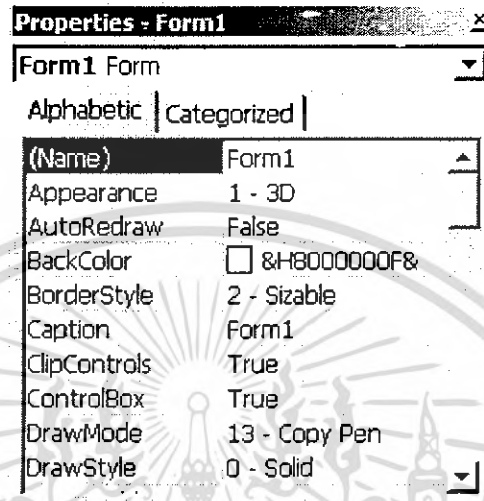 Properties - Form1
Form1 Form
Alphabetic Categorized
(Name) Form1
Appearance 1 - 3D
AutoRedraw False
BackColor &H8000000F&
BorderStyle 2 - Sizable
Caption Form1
ClipControls True
ControlBox True
DrawMode 13 - Copy Pen
DrawStyle 0 - Solid